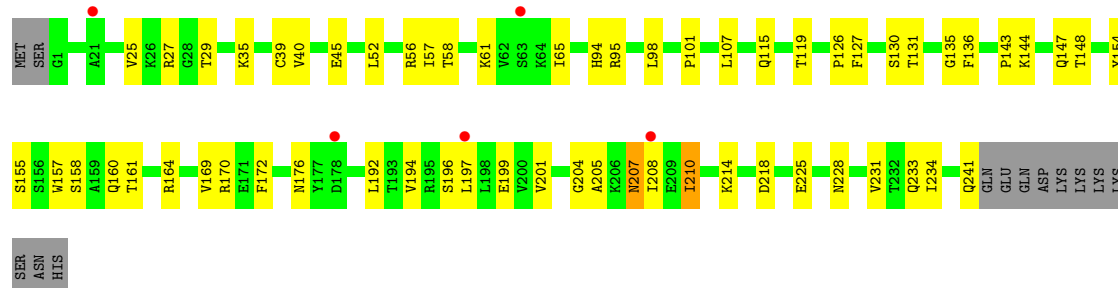 MET SER G1 A21 V25 K26 R27 G28 T29 K35 C39 V40 E45 L52 R56 I57 T58 K61 V62 S63 K64 I65 H94 R95 L98 P101 L107 Q115 T119 P126 F127 S130 T131 G135 F136 P143 K144 Q147 T148
S155 S156 W157 S158 A159 Q160 T161 R164 V169 R170 E171 F172 N176 Y177 D178 L192 T193 V194 R195 S196 L197 L198 E199 V200 V201 G204 A205 K206 N207 I208 E209 I210 K214 D218 E225 N228 V231 T232 Q233 I234 Q241 GLN GLU GLN ASP LYS LYS LYS LYS
SER ASN HIS